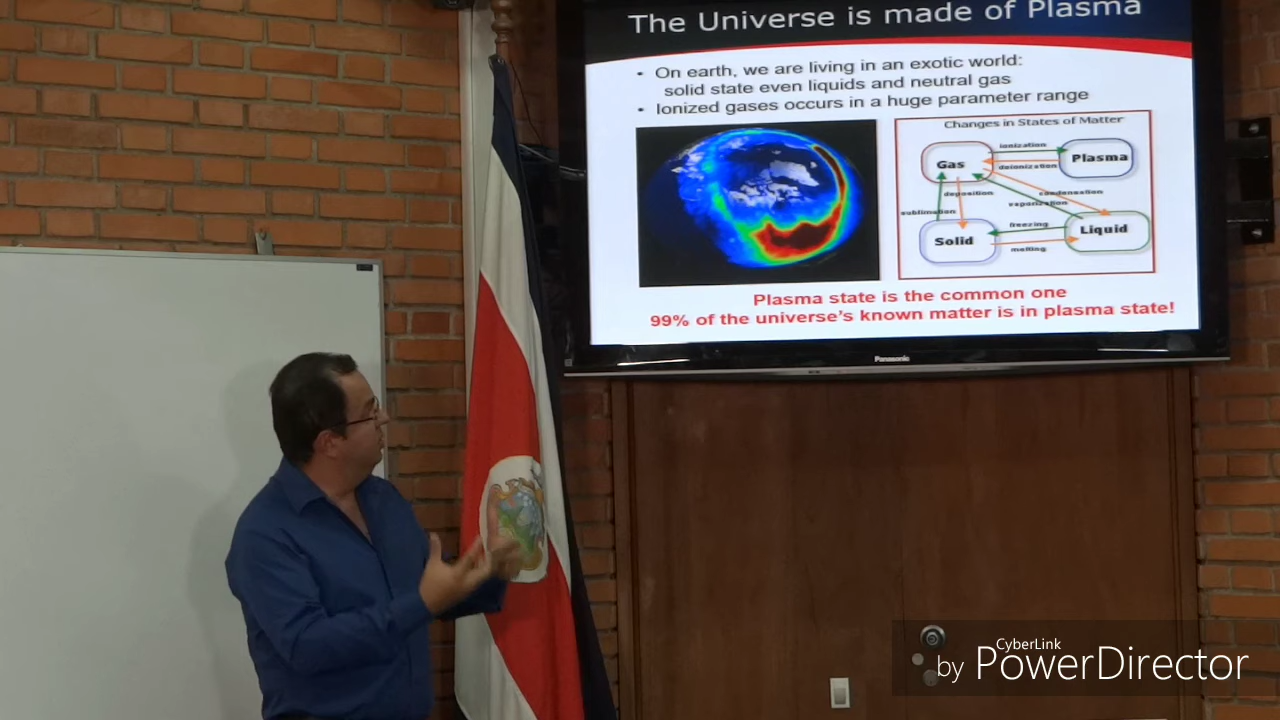 The Universe is made of Plasma
• On earth, we are living in an exotic world:
solid state even liquids and neutral gas
• Ionized gases occurs in a huge parameter range
Changes in States of Matter
ionization
Gas
Plasma
deionization
deposition
condensation
vaporization
sublimation
freezing
Liquid
Solid
melting
Plasma state is the common one
99% of the universe's known matter is in plasma state!
Panasonic
CyberLink
by PowerDirector